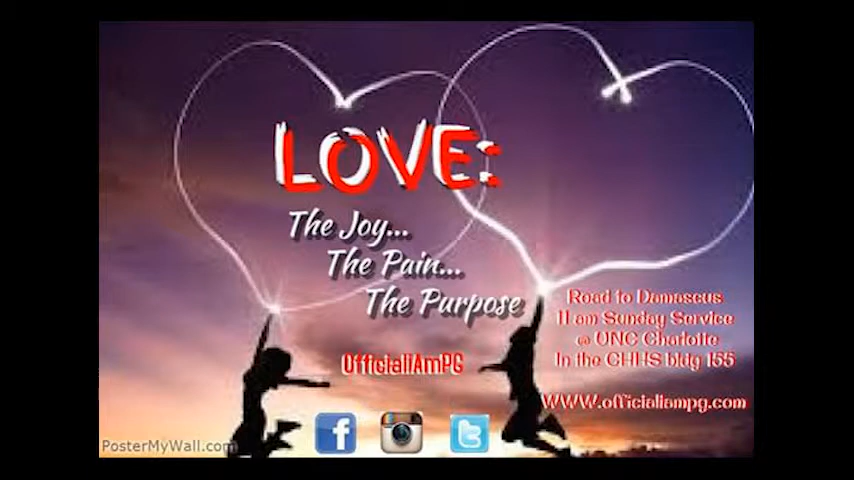 LOVE:
The Joy...
The Pain...
The Purpose
Road to Damascus
11 am Sunday Service
@ UNC Charlotte
In the CHHS bldg 155
OfficialiAmPG
WWW.officialiampg.com
PosterMyWall.com